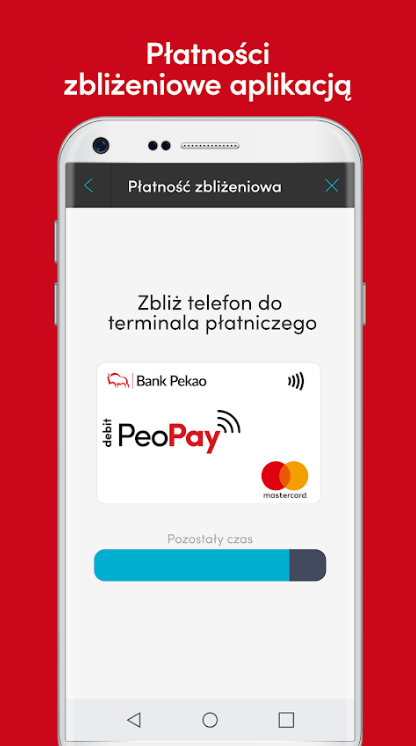 Płatności
zbliżeniowe aplikacją
Płatność zbliżeniowa
Zbliż telefon do
terminala płatniczego
Bank Pekao
debit
PeoPay
mastercard
Pozostały czas